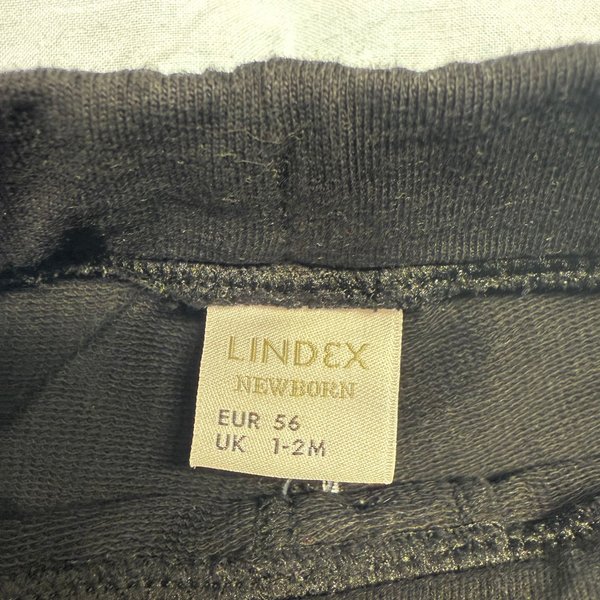 LINDEX
NEWBORN
EUR 56
UK 1-2M